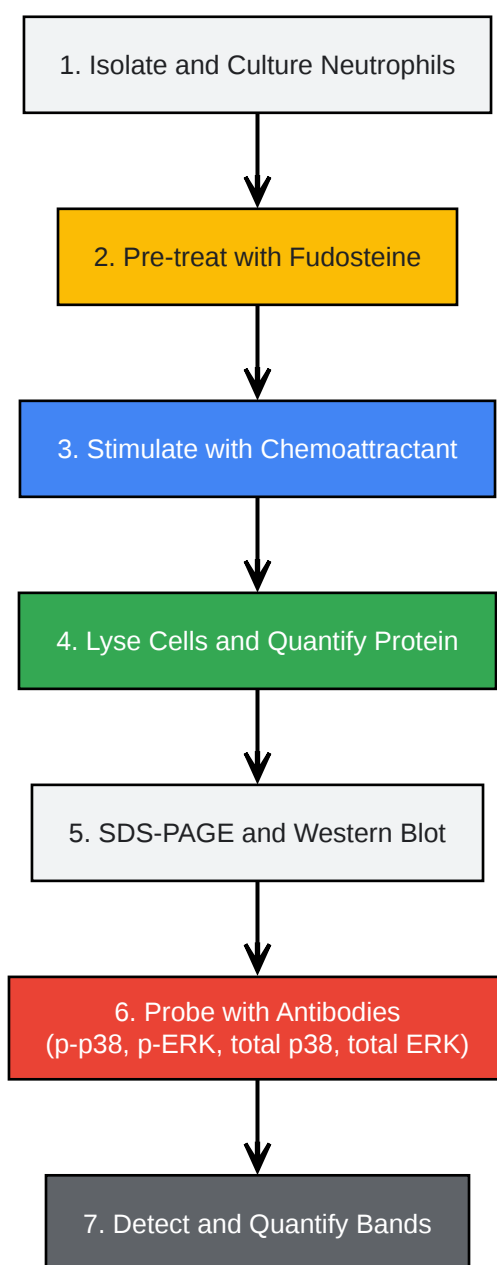 1. Isolate and Culture Neutrophils
2. Pre-treat with Fudosteine
3. Stimulate with Chemoattractant
4. Lyse Cells and Quantify Protein
5. SDS-PAGE and Western Blot
6. Probe with Antibodies
(p-p38, p-ERK, total p38, total ERK)
7. Detect and Quantify Bands